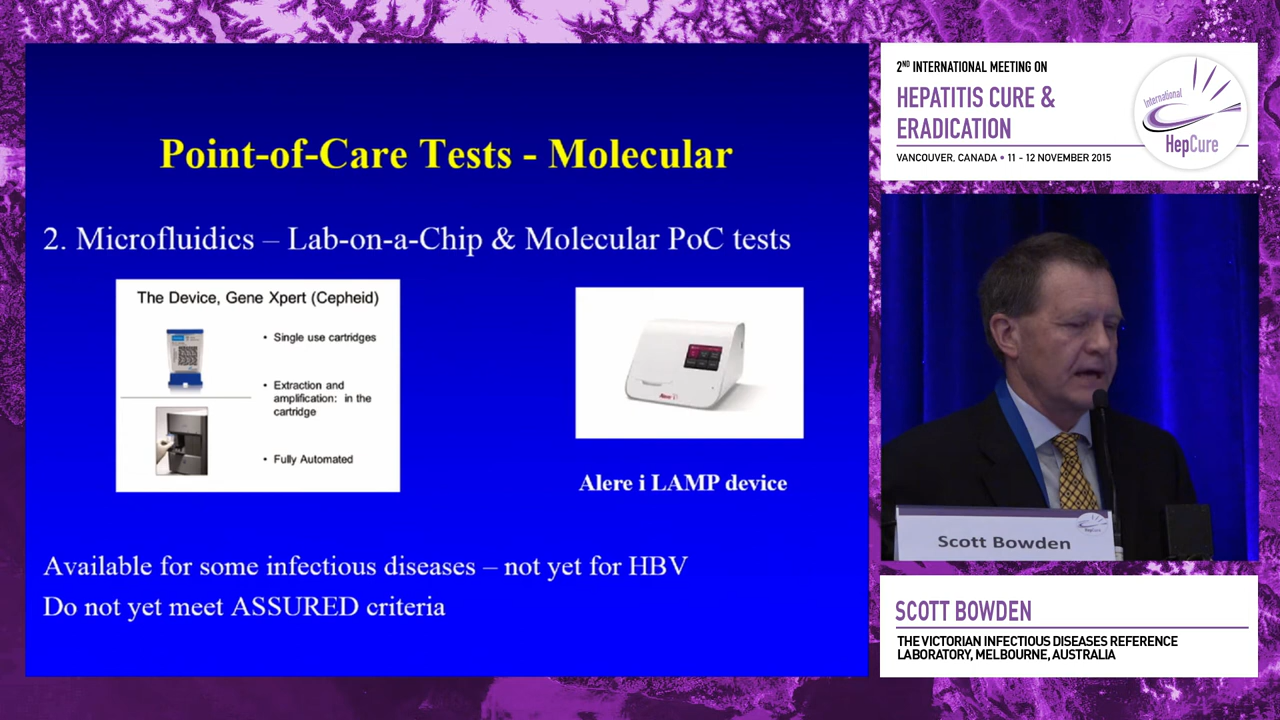 Point-of-Care Tests - Molecular
2. Microfluidics – Lab-on-a-Chip & Molecular PoC tests
The Device, Gene Xpert (Cepheid)
• Single use cartridges
• Extraction and
amplification: in the
cartridge
• Fully Automated
Alere i LAMP device
Available for some infectious diseases – not yet for HBV
Do not yet meet ASSURED criteria
2ND INTERNATIONAL MEETING ON
HEPATITIS CURE &
ERADICATION
VANCOUVER, CANADA • 11 - 12 NOVEMBER 2015
International
HepCure
Scott Bowden
SCOTT BOWDEN
THE VICTORIAN INFECTIOUS DISEASES REFERENCE
LABORATORY, MELBOURNE, AUSTRALIA